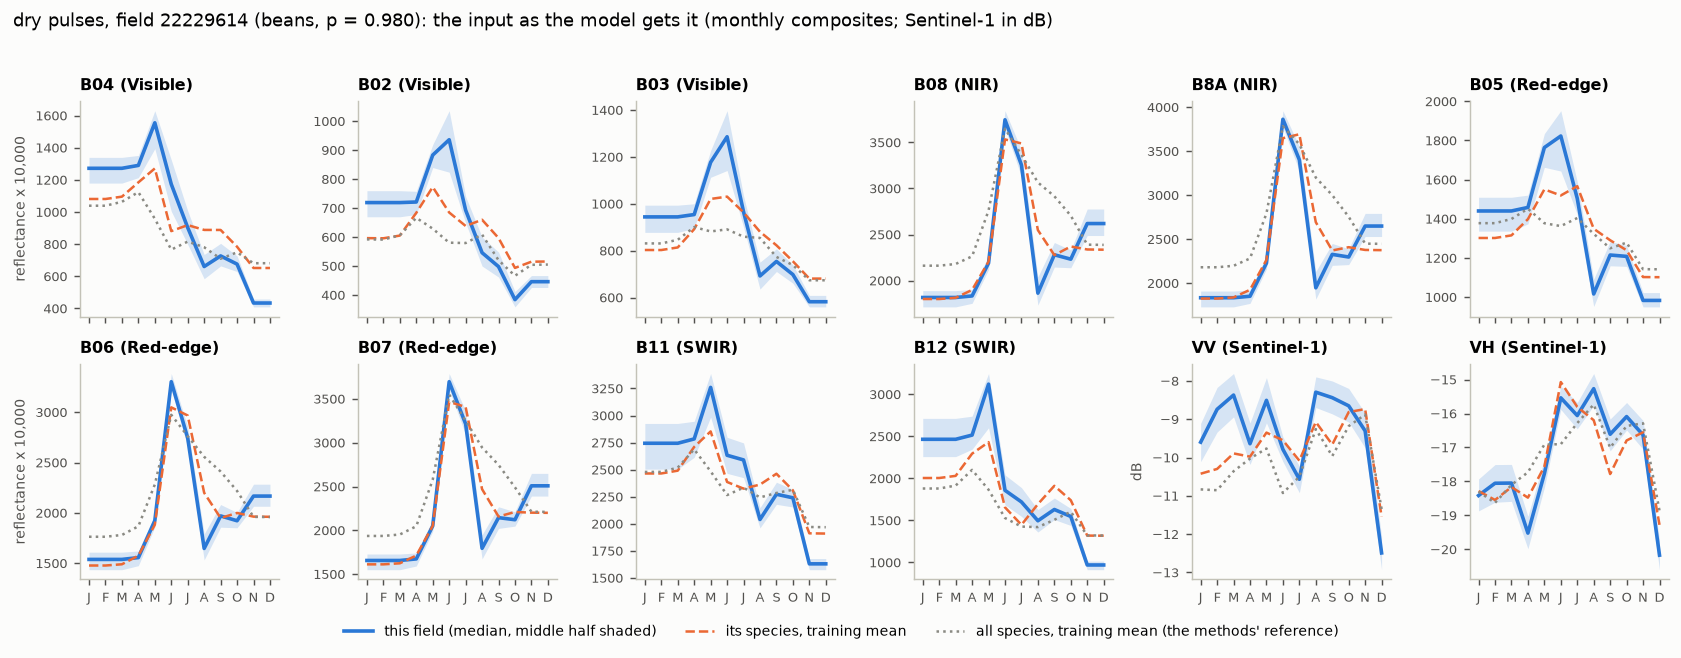 dry pulses, field 22229614 (beans, p = 0.980): the input as the model gets it (monthly composites; Sentinel-1 in dB)
B04 (Visible) B02 (Visible) B03 (Visible) B08 (NIR) B8A (NIR) B05 (Red-edge)
reflectance x 10,000
1600 1400 1200 1000 800 600 400
1000 900 800 700 600 500 400
1400 1200 1000 800 600
3500 3000 2500 2000
4000 3500 3000 2500 2000
2000 1800 1600 1400 1200 1000
B06 (Red-edge) B07 (Red-edge) B11 (SWIR) B12 (SWIR) VV (Sentinel-1) VH (Sentinel-1)
reflectance x 10,000
3000 2500 2000 1500
3500 3000 2500 2000 1500
3250 3000 2750 2500 2250 2000 1750 1500
3000 2500 2000 1500 1000
dB
−8 −9 −10 −11 −12 −13
−15 −16 −17 −18 −19 −20
J F M A M J J A S O N D
J F M A M J J A S O N D
J F M A M J J A S O N D
J F M A M J J A S O N D
J F M A M J J A S O N D
J F M A M J J A S O N D
this field (median, middle half shaded) its species, training mean all species, training mean (the methods' reference)